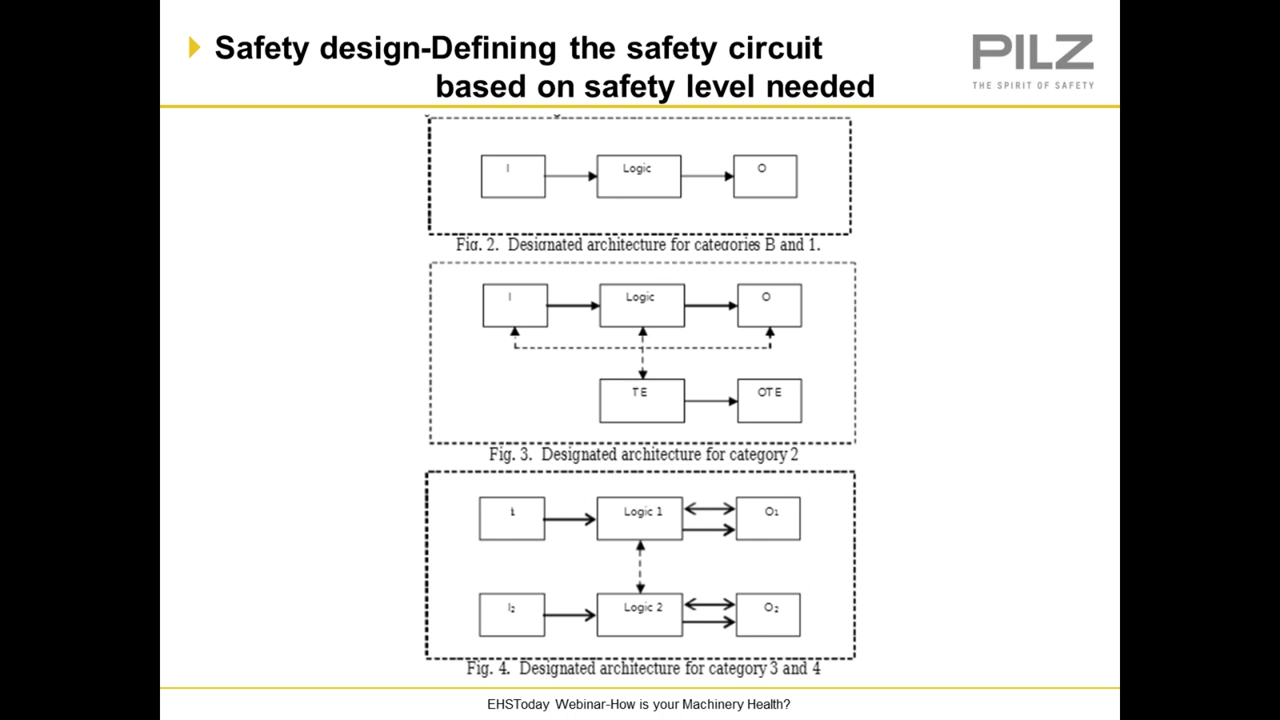 Safety design-Defining the safety circuit
based on safety level needed
PILZ
THE SPIRIT OF SAFETY
I
Logic
O
Fig. 2. Designated architecture for categories B and 1.
I
Logic
O
TE
OTE
Fig. 3. Designated architecture for category 2
Logic 1
O1
I2
Logic 2
O2
Fig. 4. Designated architecture for category 3 and 4
EHSToday Webinar-How is your Machinery Health?